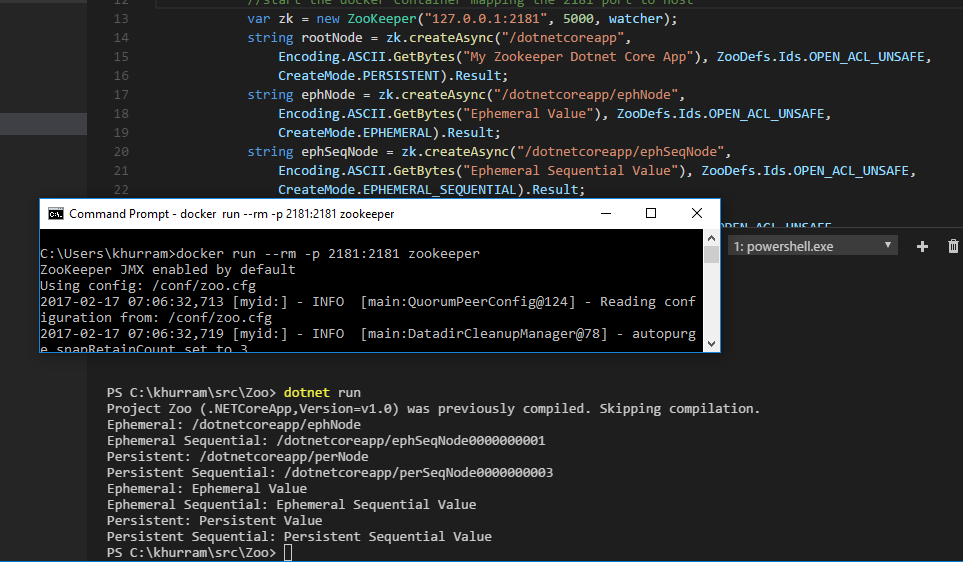 12 //start the docker container mapping the 2181 port to host
13 var zk = new ZooKeeper("127.0.0.1:2181", 5000, watcher);
14 string rootNode = zk.createAsync("/dotnetcoreapp",
15 Encoding.ASCII.GetBytes("My Zookeeper Dotnet Core App"), ZooDefs.Ids.OPEN_ACL_UNSAFE,
16 CreateMode.PERSISTENT).Result;
17 string ephNode = zk.createAsync("/dotnetcoreapp/ephNode",
18 Encoding.ASCII.GetBytes("Ephemeral Value"), ZooDefs.Ids.OPEN_ACL_UNSAFE,
19 CreateMode.EPHEMERAL).Result;
20 string ephSeqNode = zk.createAsync("/dotnetcoreapp/ephSeqNode",
21 Encoding.ASCII.GetBytes("Ephemeral Sequential Value"), ZooDefs.Ids.OPEN_ACL_UNSAFE,
22 CreateMode.EPHEMERAL_SEQUENTIAL).Result;
Command Prompt - docker run --rm -p 2181:2181 zookeeper
C:\Users\khurram>docker run --rm -p 2181:2181 zookeeper
ZooKeeper JMX enabled by default
Using config: /conf/zoo.cfg
2017-02-17 07:06:32,713 [myid:] - INFO [main:QuorumPeerConfig@124] - Reading conf
iguration from: /conf/zoo.cfg
2017-02-17 07:06:32,719 [myid:] - INFO [main:DatadirCleanupManager@78] - autopurg
e.snapRetainCount set to 3
1: powershell.exe
PS C:\khurram\src\Zoo> dotnet run
Project Zoo (.NETCoreApp,Version=v1.0) was previously compiled. Skipping compilation.
Ephemeral: /dotnetcoreapp/ephNode
Ephemeral Sequential: /dotnetcoreapp/ephSeqNode0000000001
Persistent: /dotnetcoreapp/perNode
Persistent Sequential: /dotnetcoreapp/perSeqNode0000000003
Ephemeral: Ephemeral Value
Ephemeral Sequential: Ephemeral Sequential Value
Persistent: Persistent Value
Persistent Sequential: Persistent Sequential Value
PS C:\khurram\src\Zoo>